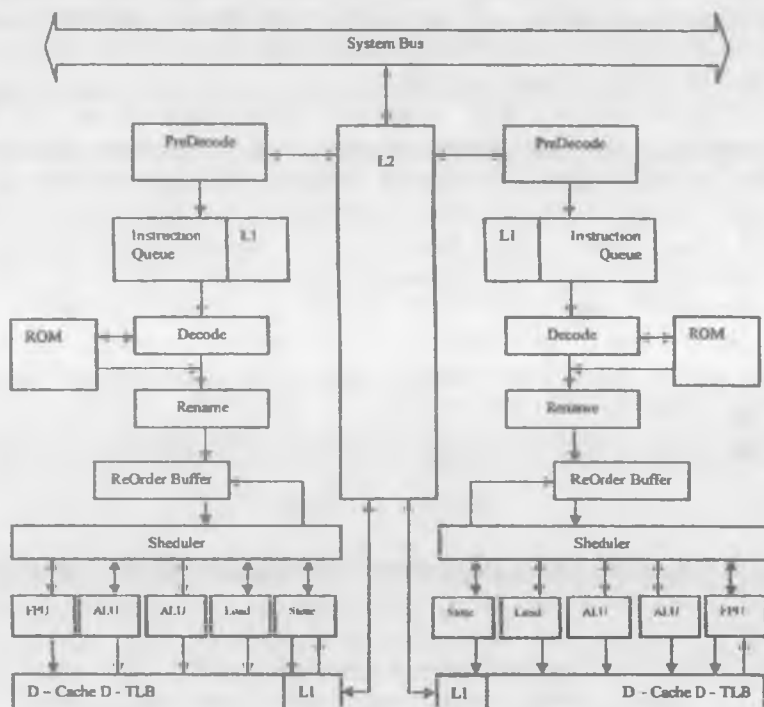 System Bus
PreDecode
L2
PreDecode
Instruction
Queue
L1
L1
Instruction
Queue
ROM
Decode
Decode
ROM
Rename
Rename
ReOrder Buffer
ReOrder Buffer
Sheduler
Sheduler
FPU
ALU
ALU
Load
Store
Store
Load
ALU
ALU
FPU
D - Cache D - TLB
L1
L1
D - Cache D - TLB